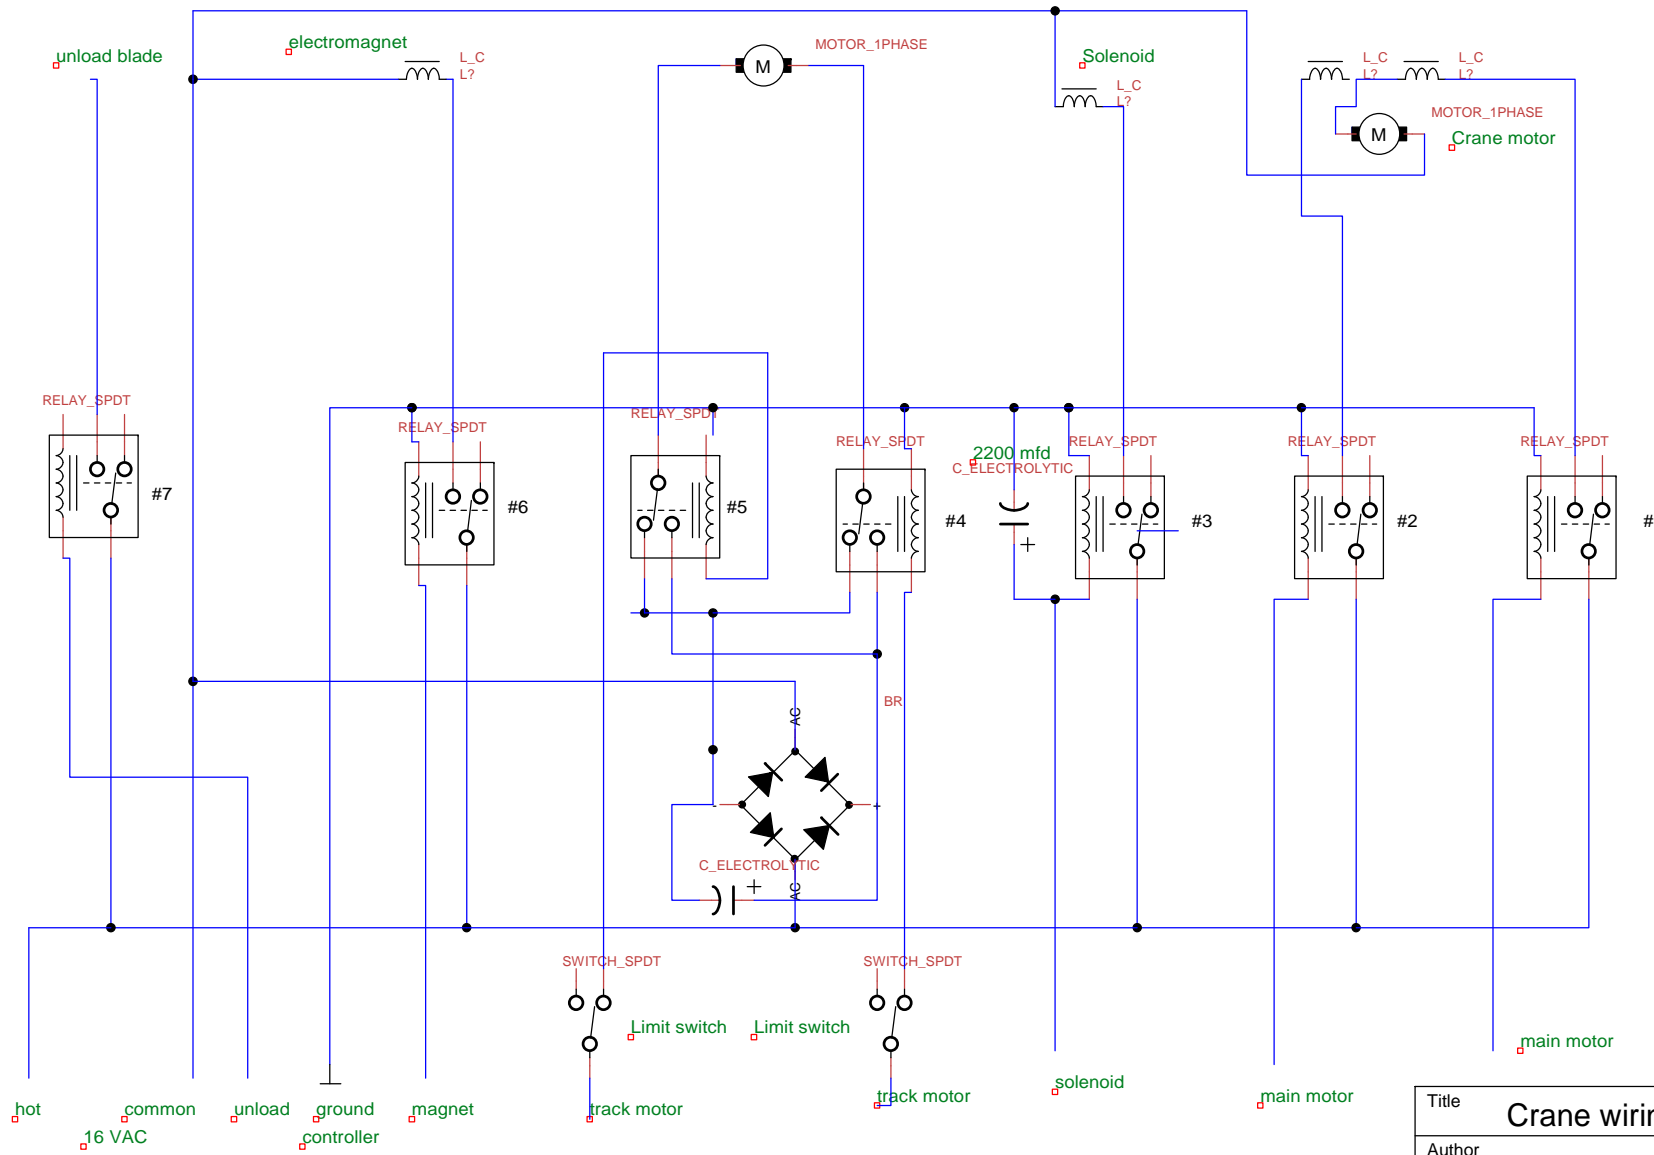 unload blade
electromagnet
L_C
L?
MOTOR_1PHASE
M
Solenoid
L_C
L?
L_C
L?
L_C
L?
MOTOR_1PHASE
M
Crane motor
RELAY_SPDT
#7
RELAY_SPDT
#6
RELAY_SPDT
#5
RELAY_SPDT
#4
2200 mfd
C_ELECTROLYTIC
+
RELAY_SPDT
#3
RELAY_SPDT
#2
RELAY_SPDT
#
BR
AC
-
+
AC
C_ELECTROLYTIC
+
SWITCH_SPDT
Limit switch
SWITCH_SPDT
Limit switch
hot
common
16 VAC
unload
ground
controller
magnet
track motor
track motor
solenoid
main motor
main motor
Title
Crane wirin
Author